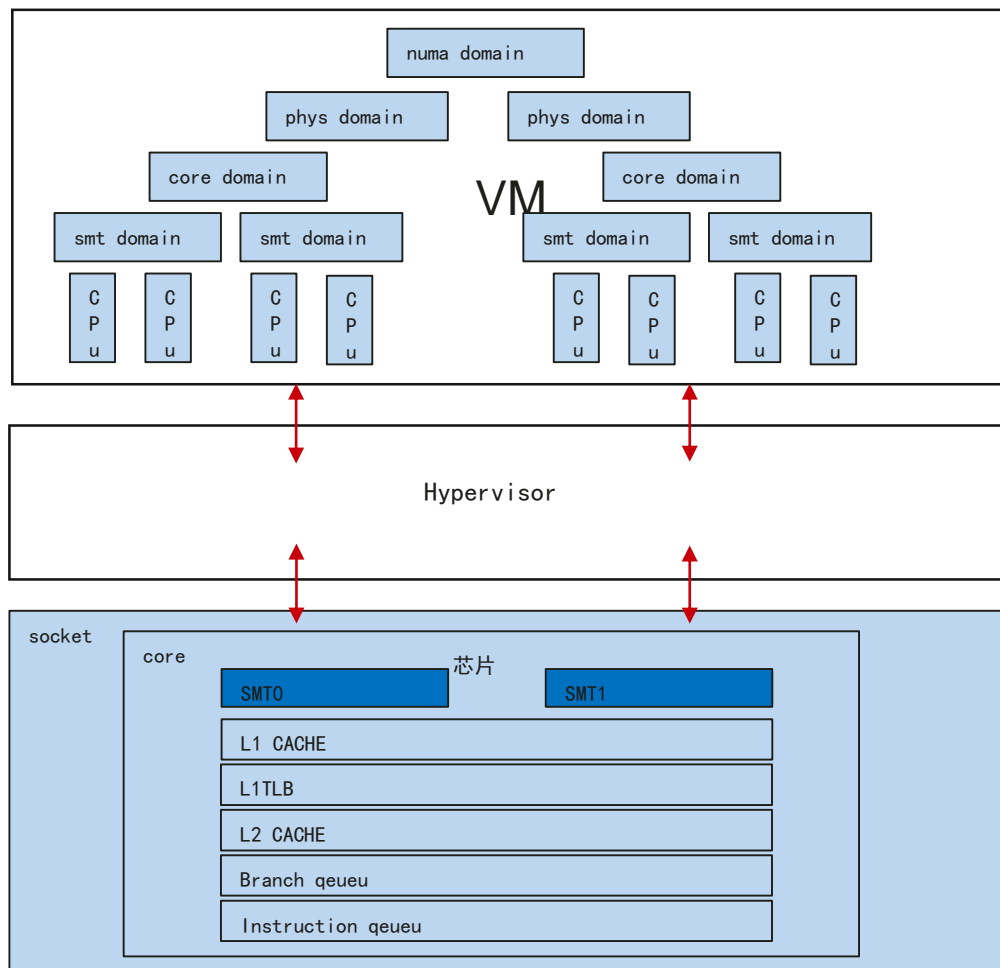 numa domain
phys domain
phys domain
core domain
core domain
VM
smt domain
smt domain
smt domain
smt domain
C
P
u
C
P
u
C
P
u
C
P
u
C
P
u
C
P
u
C
P
u
C
P
u
Hypervisor
socket
core
芯片
SMT0
SMT1
L1 CACHE
L1TLB
L2 CACHE
Branch qeueu
Instruction qeueu